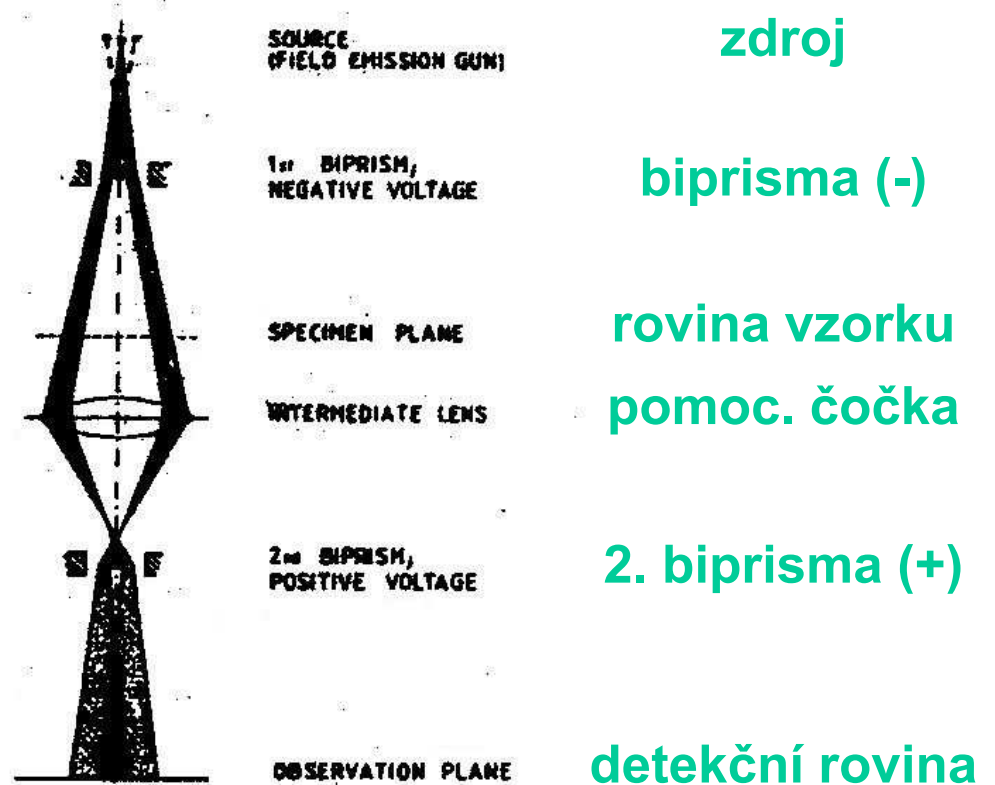 SOURCE
(FIELD EMISSION GUN)
zdroj
1st BIPRISM,
NEGATIVE VOLTAGE
biprisma (-)
SPECIMEN PLANE
rovina vzorku
INTERMEDIATE LENS
pomoc. čočka
2nd BIPRISM,
POSITIVE VOLTAGE
2. biprisma (+)
OBSERVATION PLANE
detekční rovina